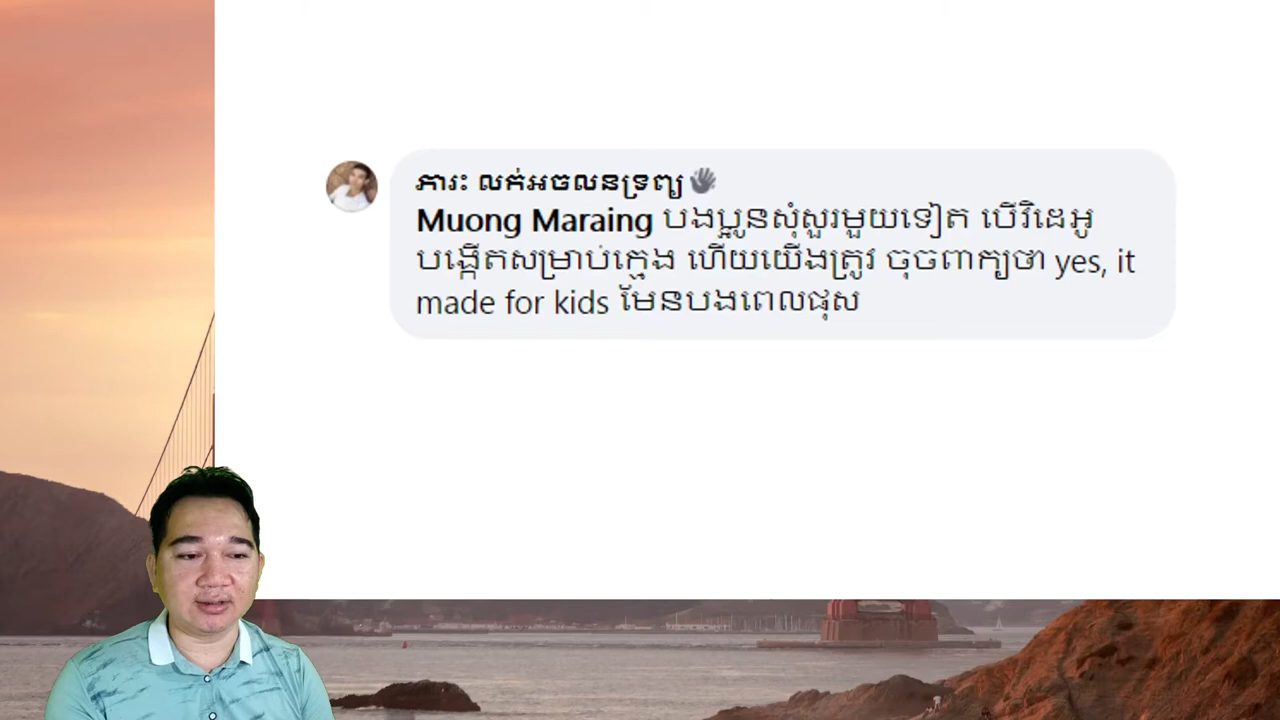 ភារះ លក់អចលនទ្រព្យ👋
Muong Maraing បងប្អូនសុំសួរមួយទៀត បើវិដេអូ
បង្កើតសម្រាប់ក្មេង ហើយយើងត្រូវ ចុចពាក្យថា yes, it
made for kids មែនបងពេលផុស